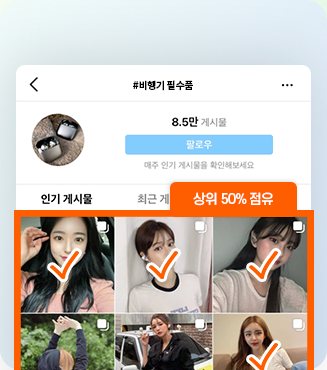 #비행기 필수품
8.5만 게시물
팔로우
매주 인기 게시물을 확인해보세요
인기 게시물
최근 게
상위 50% 점유